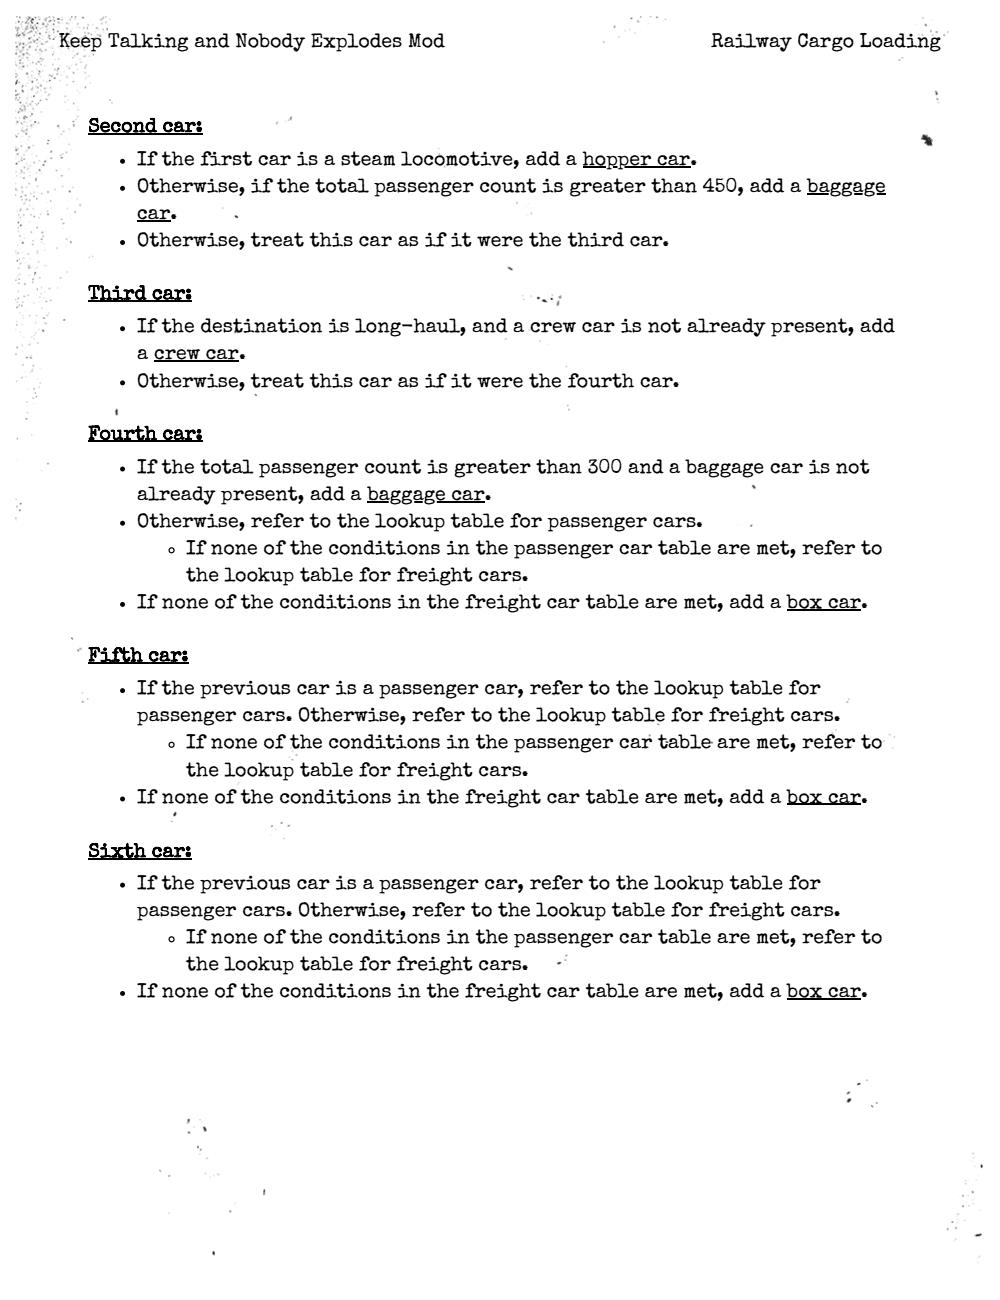 Keep Talking and Nobody Explodes Mod
Railway Cargo Loading
Second car:
• If the first car is a steam locomotive, add a hopper car.
• Otherwise, if the total passenger count is greater than 450, add a baggage
car.
• Otherwise, treat this car as if it were the third car.
Third car:
• If the destination is long-haul, and a crew car is not already present, add
a crew car.
• Otherwise, treat this car as if it were the fourth car.
Fourth car:
• If the total passenger count is greater than 300 and a baggage car is not
already present, add a baggage car.
• Otherwise, refer to the lookup table for passenger cars.
◦ If none of the conditions in the passenger car table are met, refer to
the lookup table for freight cars.
• If none of the conditions in the freight car table are met, add a box car.
Fifth car:
• If the previous car is a passenger car, refer to the lookup table for
passenger cars. Otherwise, refer to the lookup table for freight cars.
◦ If none of the conditions in the passenger car table are met, refer to
the lookup table for freight cars.
• If none of the conditions in the freight car table are met, add a box car.
Sixth car:
• If the previous car is a passenger car, refer to the lookup table for
passenger cars. Otherwise, refer to the lookup table for freight cars.
◦ If none of the conditions in the passenger car table are met, refer to
the lookup table for freight cars.
• If none of the conditions in the freight car table are met, add a box car.